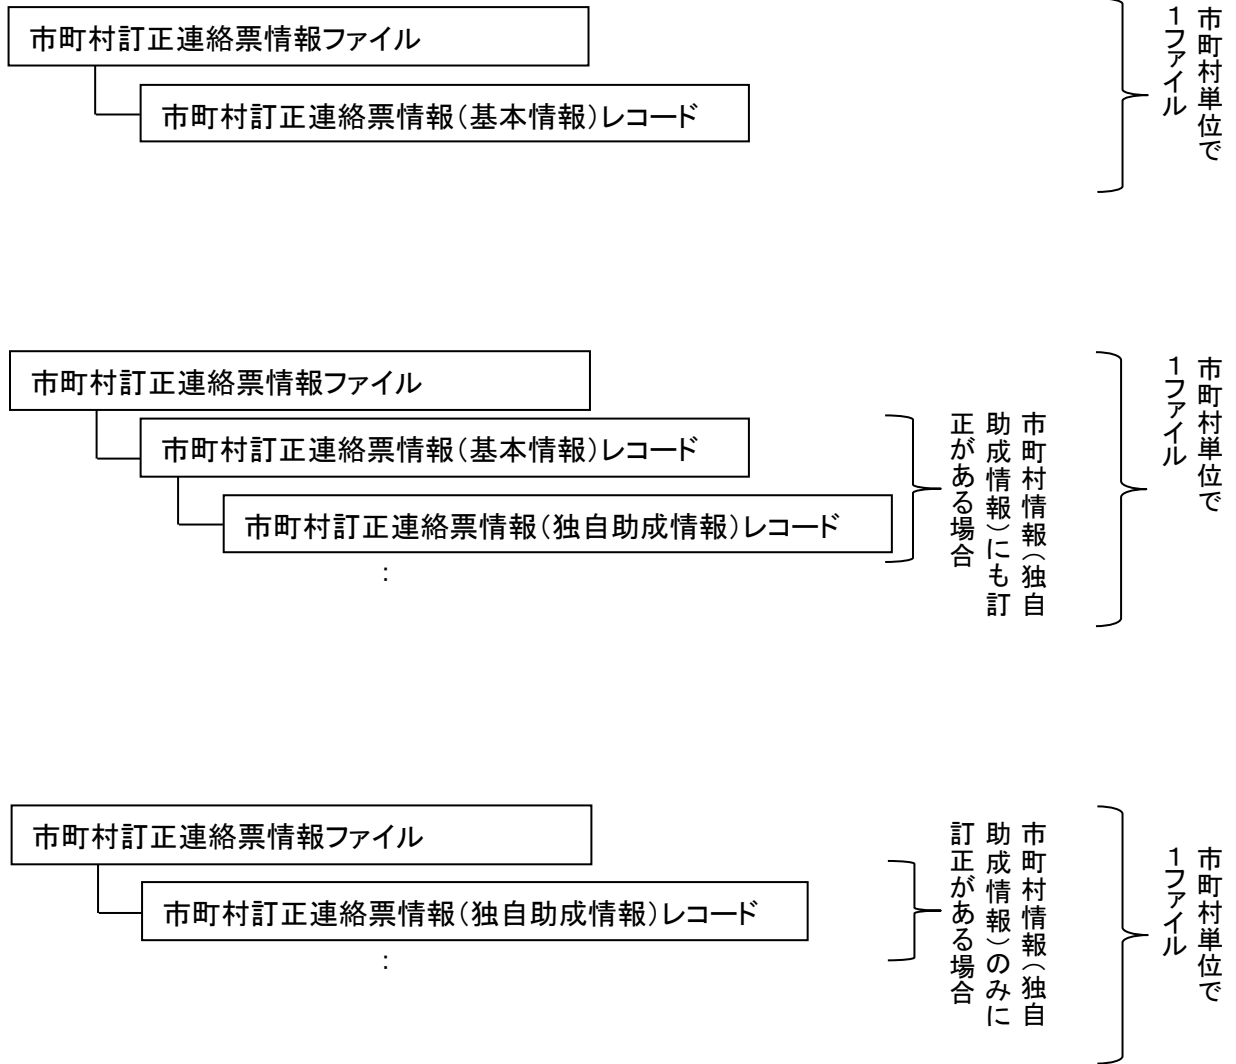 市町村訂正連絡票情報ファイル
市町村訂正連絡票情報（基本情報）レコード
市町村単位で
１ファイル
市町村訂正連絡票情報ファイル
市町村訂正連絡票情報（基本情報）レコード
市町村訂正連絡票情報（独自助成情報）レコード
：
市町村情報（独自
助成情報）にも訂
正がある場合
市町村単位で
１ファイル
市町村訂正連絡票情報ファイル
市町村訂正連絡票情報（独自助成情報）レコード
：
市町村情報（独自
助成情報）のみに
訂正がある場合
市町村単位で
１ファイル